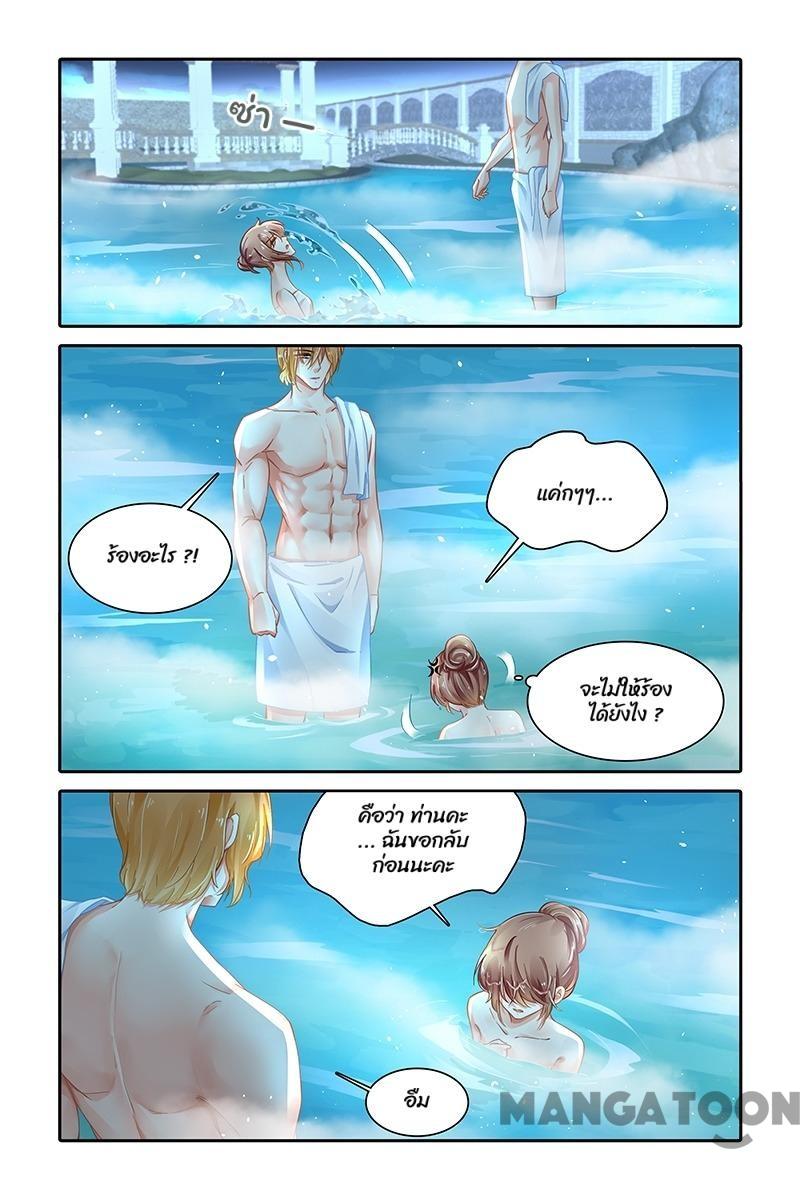 ซ่า
ร้องอะไร ?!
แค่กๆๆ...
จะไม่ให้ร้อง
ได้ยังไง ?
คือว่า ท่านคะ
... ฉันขอกลับ
ก่อนนะคะ
อืม
MANGATOON